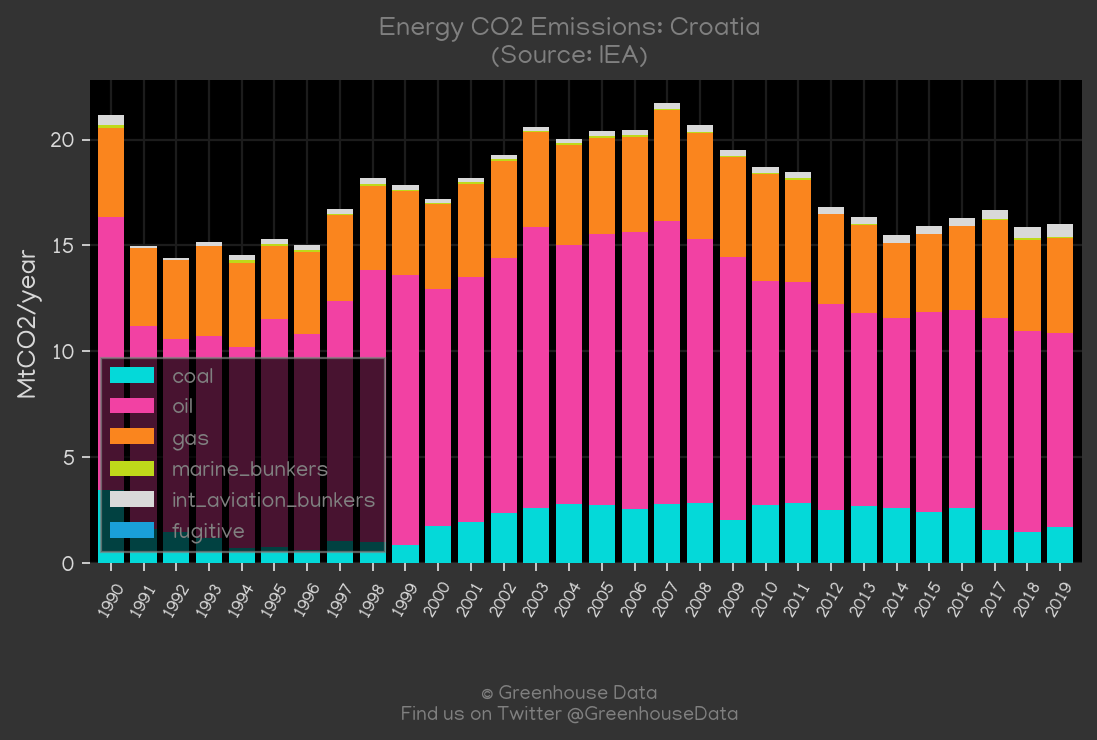 Energy CO2 Emissions: Croatia
(Source: IEA)
MtCO2/year
20
15
10
5
0
coal
oil
gas
marine_bunkers
int_aviation_bunkers
fugitive
1990 1991 1992 1993 1994 1995 1996 1997 1998 1999 2000 2001 2002 2003 2004 2005 2006 2007 2008 2009 2010 2011 2012 2013 2014 2015 2016 2017 2018 2019
© Greenhouse Data
Find us on Twitter @GreenhouseData